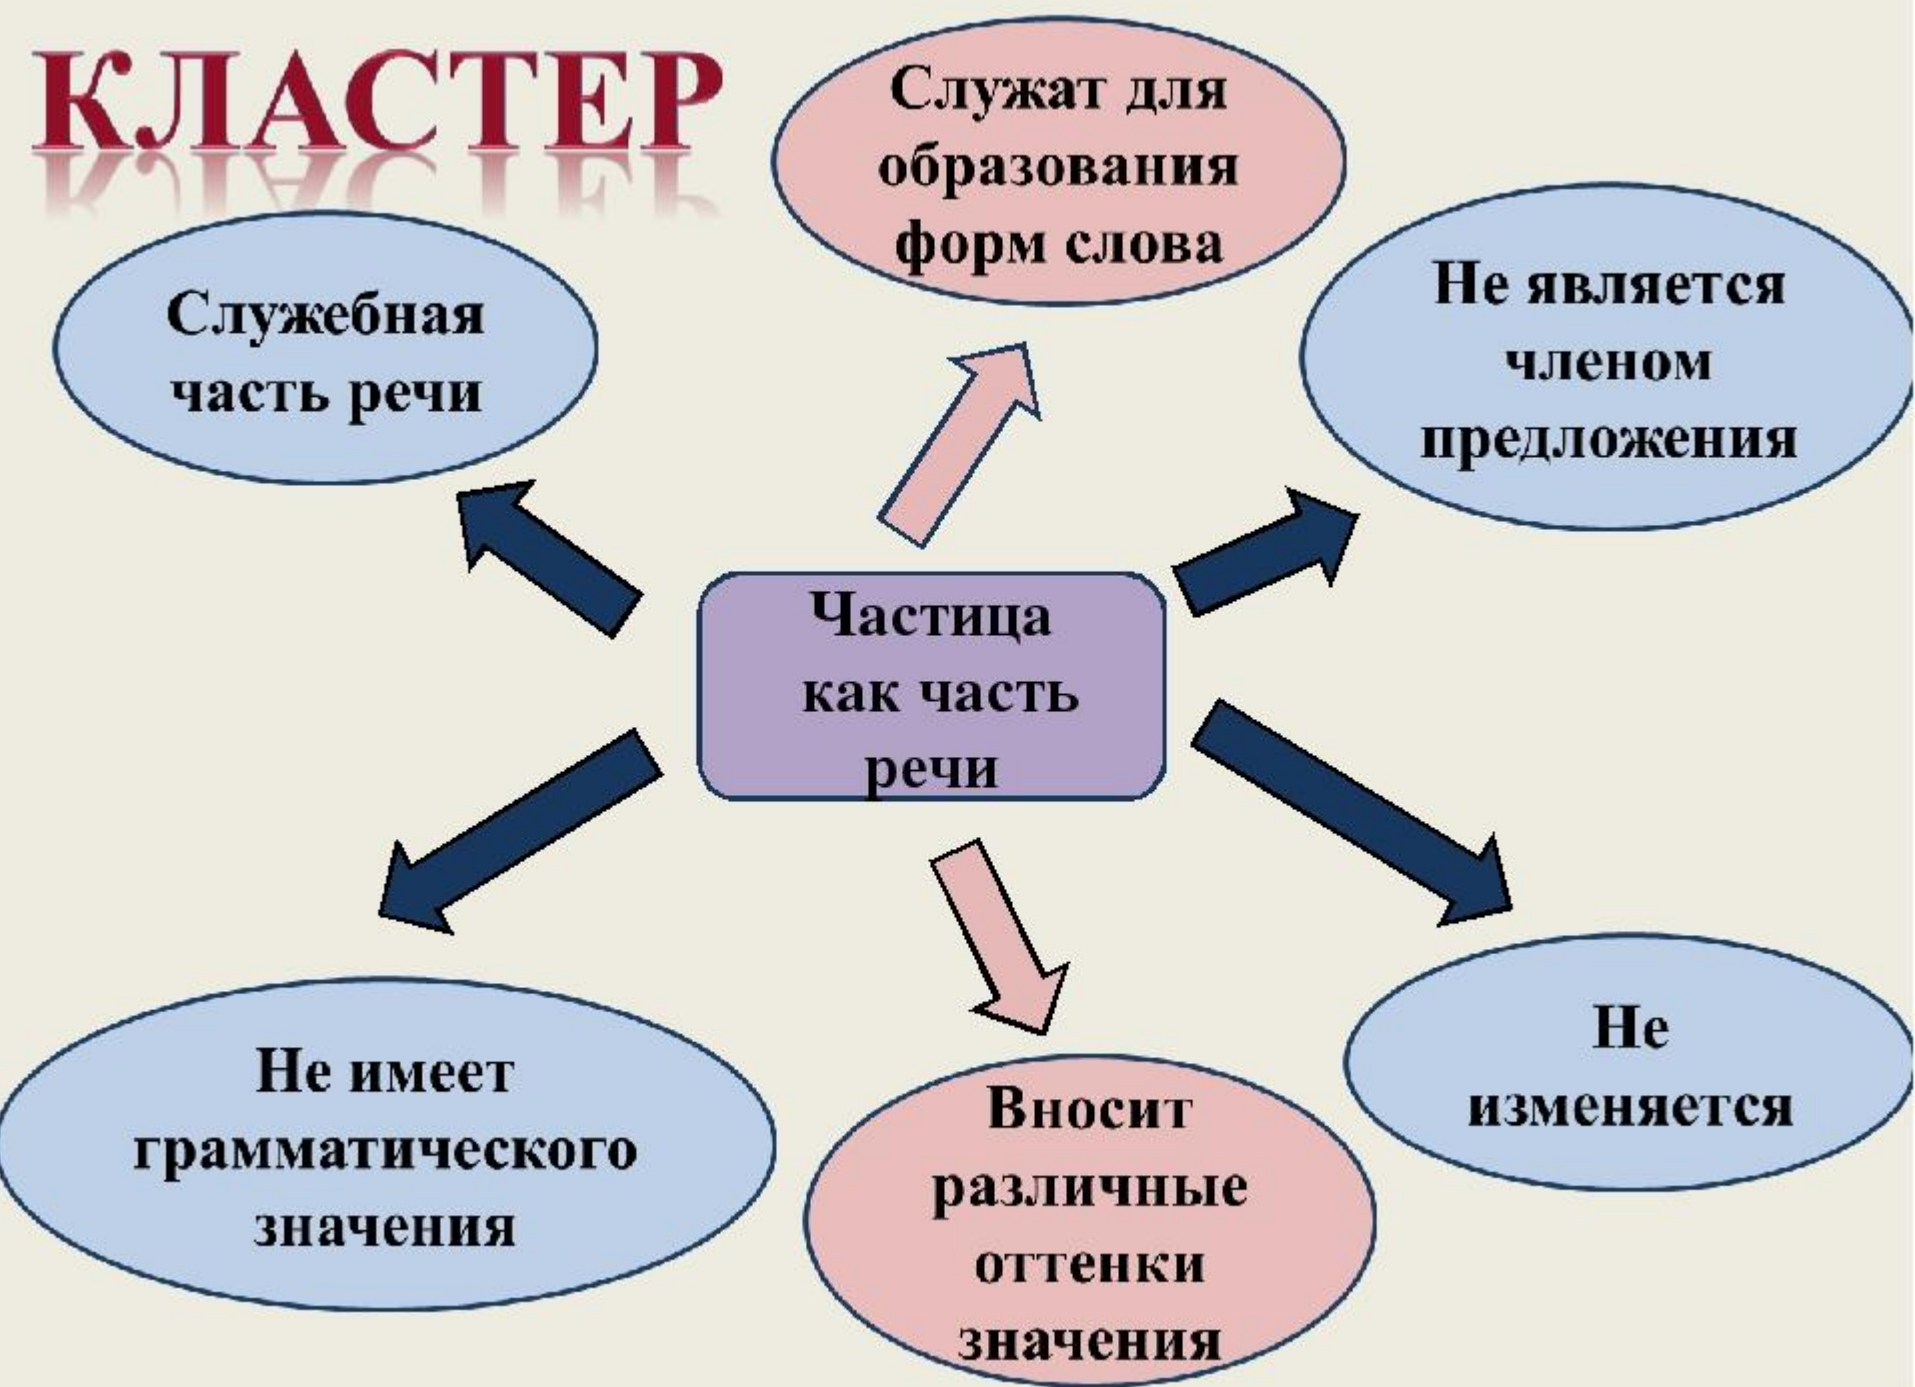 КЛАСТЕР
Служат для
образования
форм слова
Служебная
часть речи
Не является
членом
предложения
Частица
как часть
речи
Не имеет
грамматического
значения
Вносит
различные
оттенки
значения
Не
изменяется